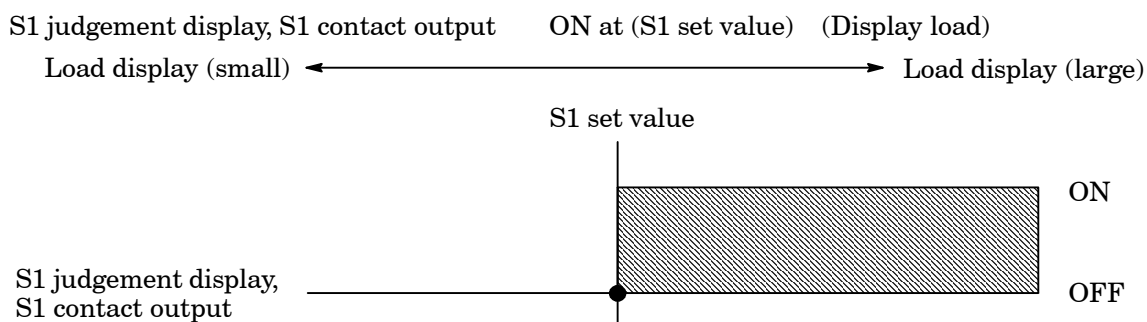 S1 judgement display, S1 contact output ON at (S1 set value) (Display load)
Load display (small) Load display (large)
S1 set value
ON
S1 judgement display,
S1 contact output
OFF